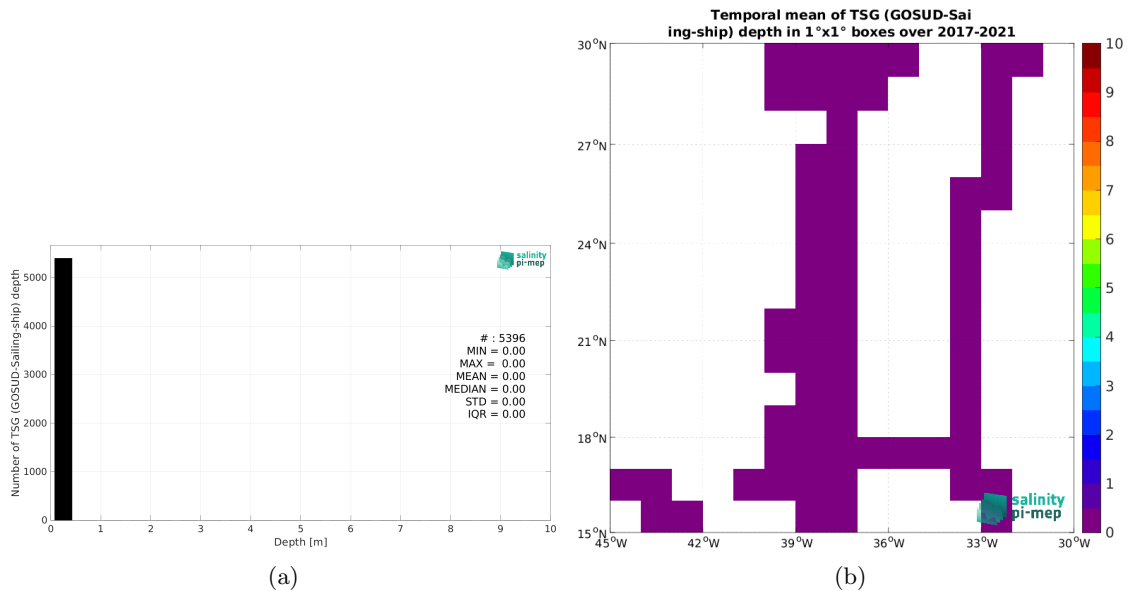 Number of TSG (GOSUD-Sailing-ship) depth
5000
4000
3000
2000
1000
0
0 1 2 3 4 5 6 7 8 9 10
Depth [m]
salinity
pi-mep
# : 5396
MIN = 0.00
MAX = 0.00
MEAN = 0.00
MEDIAN = 0.00
STD = 0.00
IQR = 0.00
(a)
Temporal mean of TSG (GOSUD-Sai
ing-ship) depth in 1°x1° boxes over 2017-2021
30°N
27°N
24°N
21°N
18°N
15°N
45°W 42°W 39°W 36°W 33°W 30°W
salinity
pi-mep
10
9
8
7
6
5
4
3
2
1
0
(b)